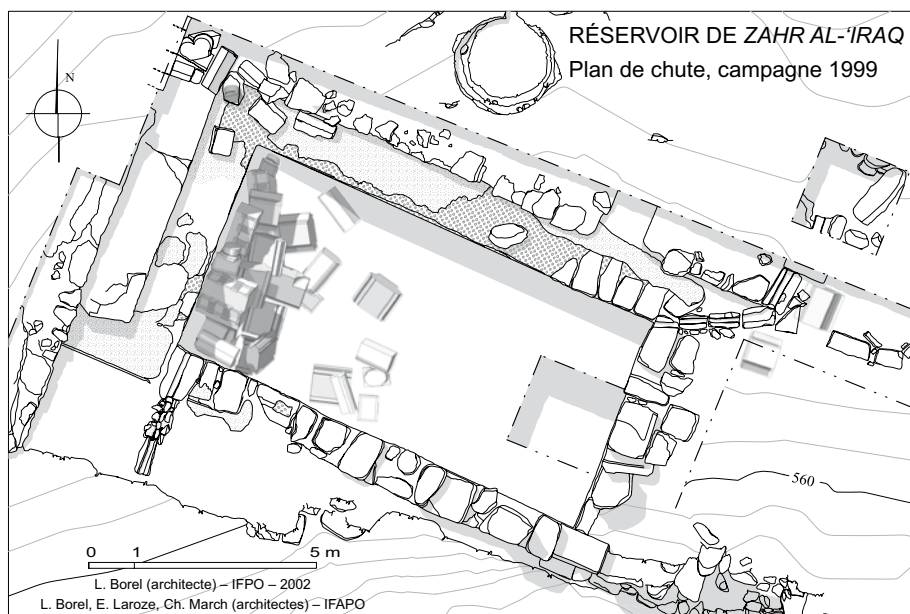 RÉSERVOIR DE ZAHR AL-‘IRAQ
Plan de chute, campagne 1999
N
560
0 1 5 m
L. Borel (architecte) – IFPO – 2002
L. Borel, E. Laroze, Ch. March (architectes) – IFAPO